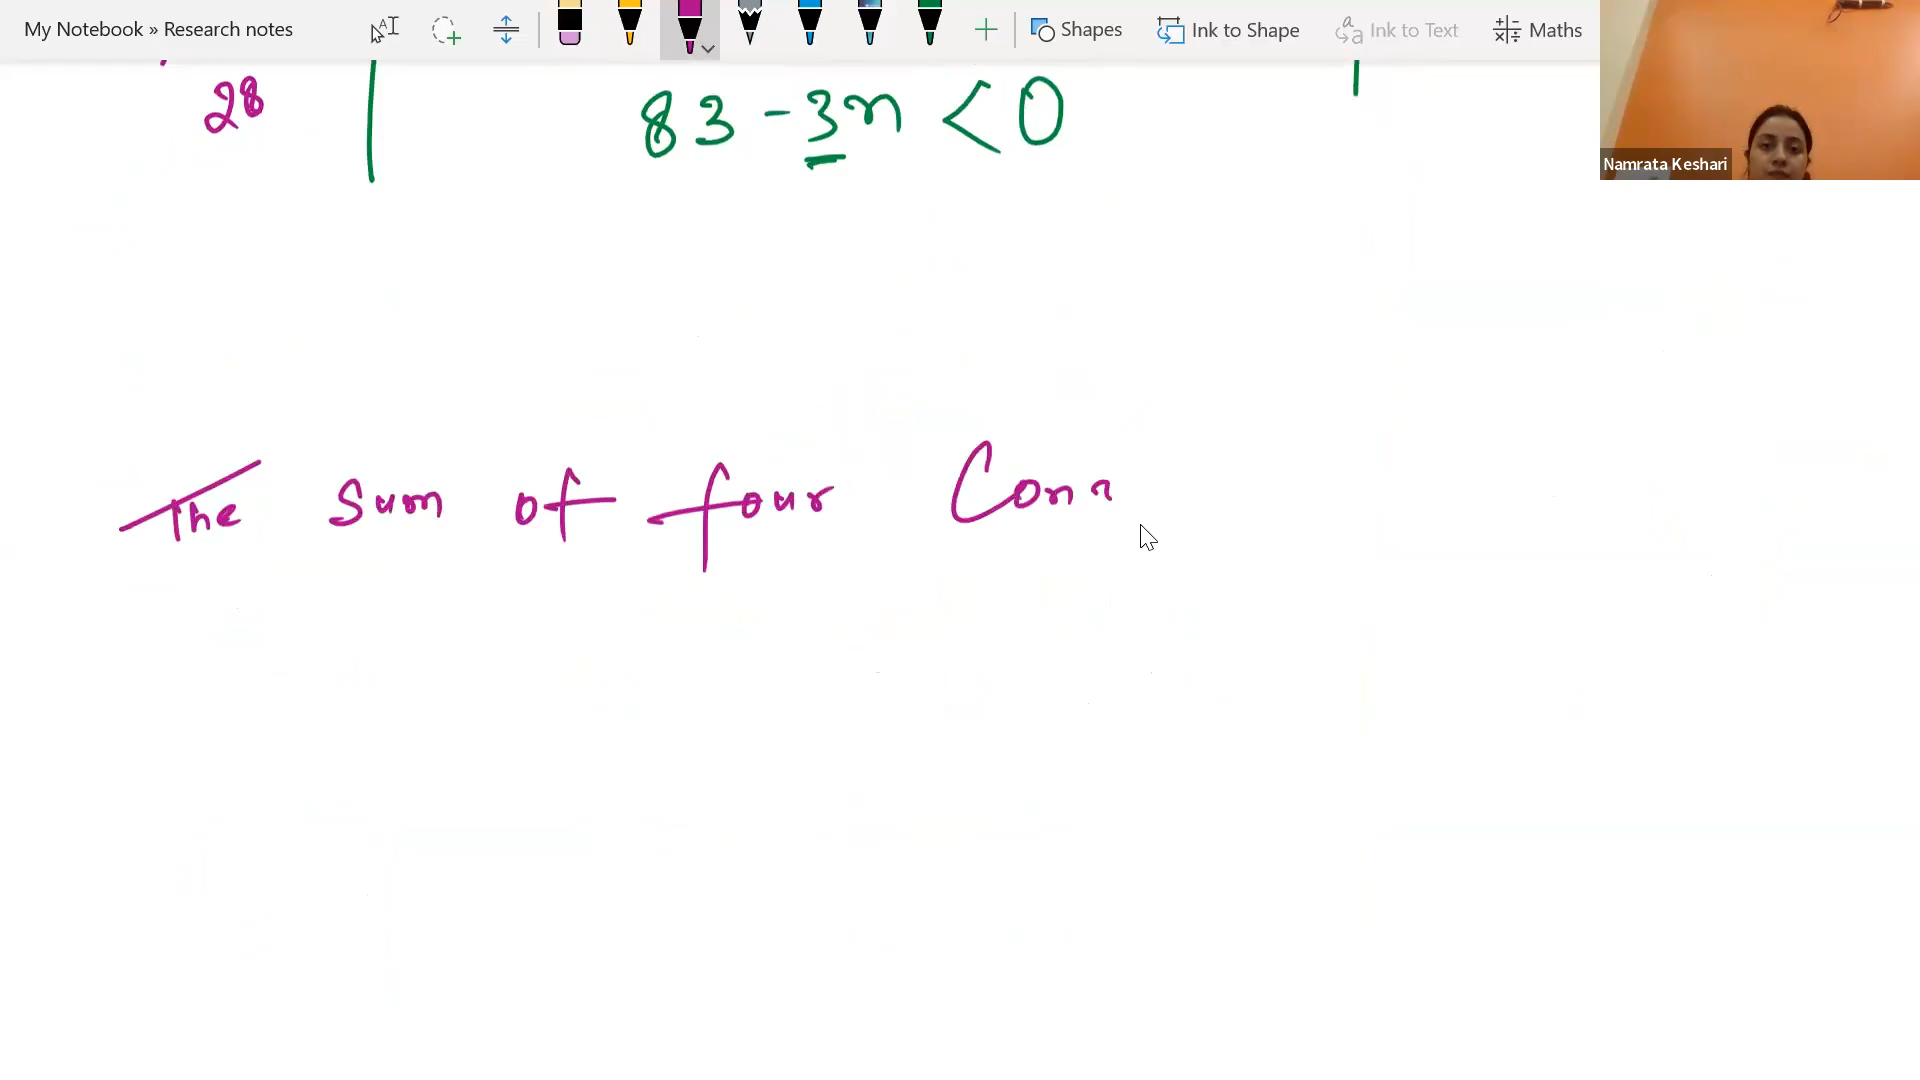 My Notebook » Research notes
Shapes
Ink to Shape
Ink to Text
Maths
Namrata Keshari
28
83 - 3n < 0
The Sum of four